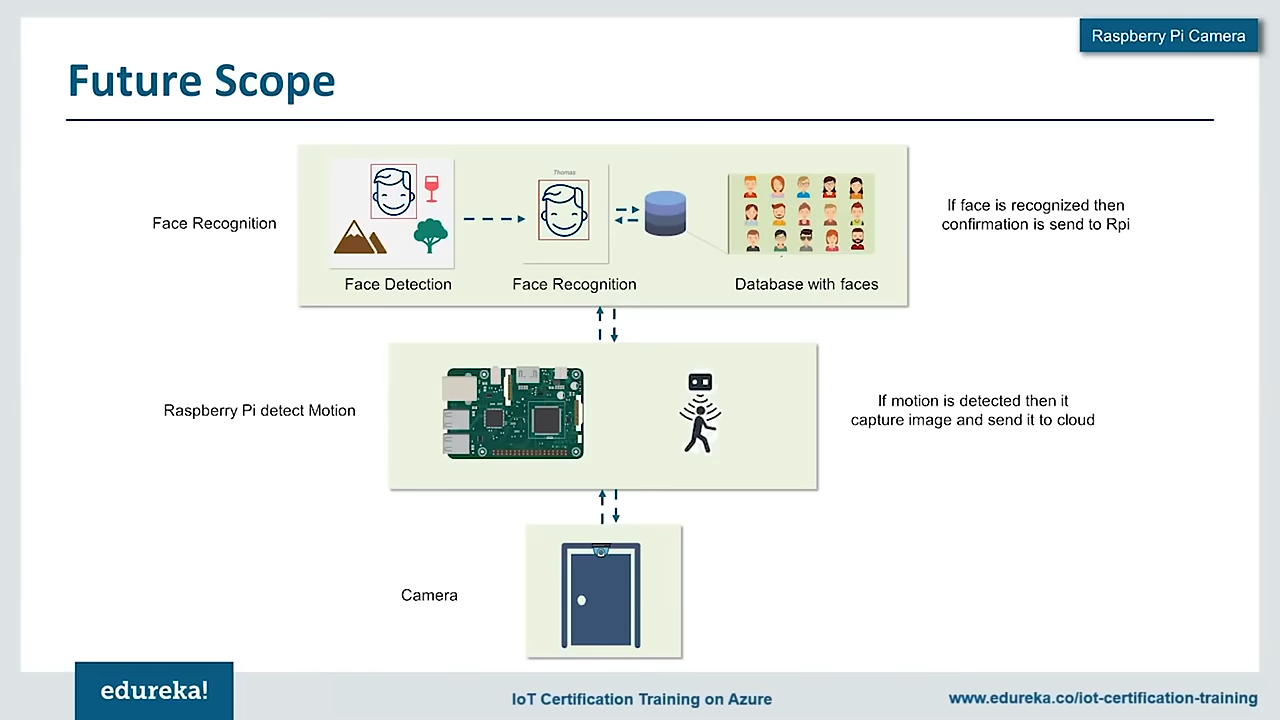 Raspberry Pi Camera
Future Scope
Thomas
Face Recognition
If face is recognized then
confirmation is send to Rpi
Face Detection
Face Recognition
Database with faces
Raspberry Pi detect Motion
If motion is detected then it
capture image and send it to cloud
Camera
edureka!
IoT Certification Training on Azure
www.edureka.co/iot-certification-training